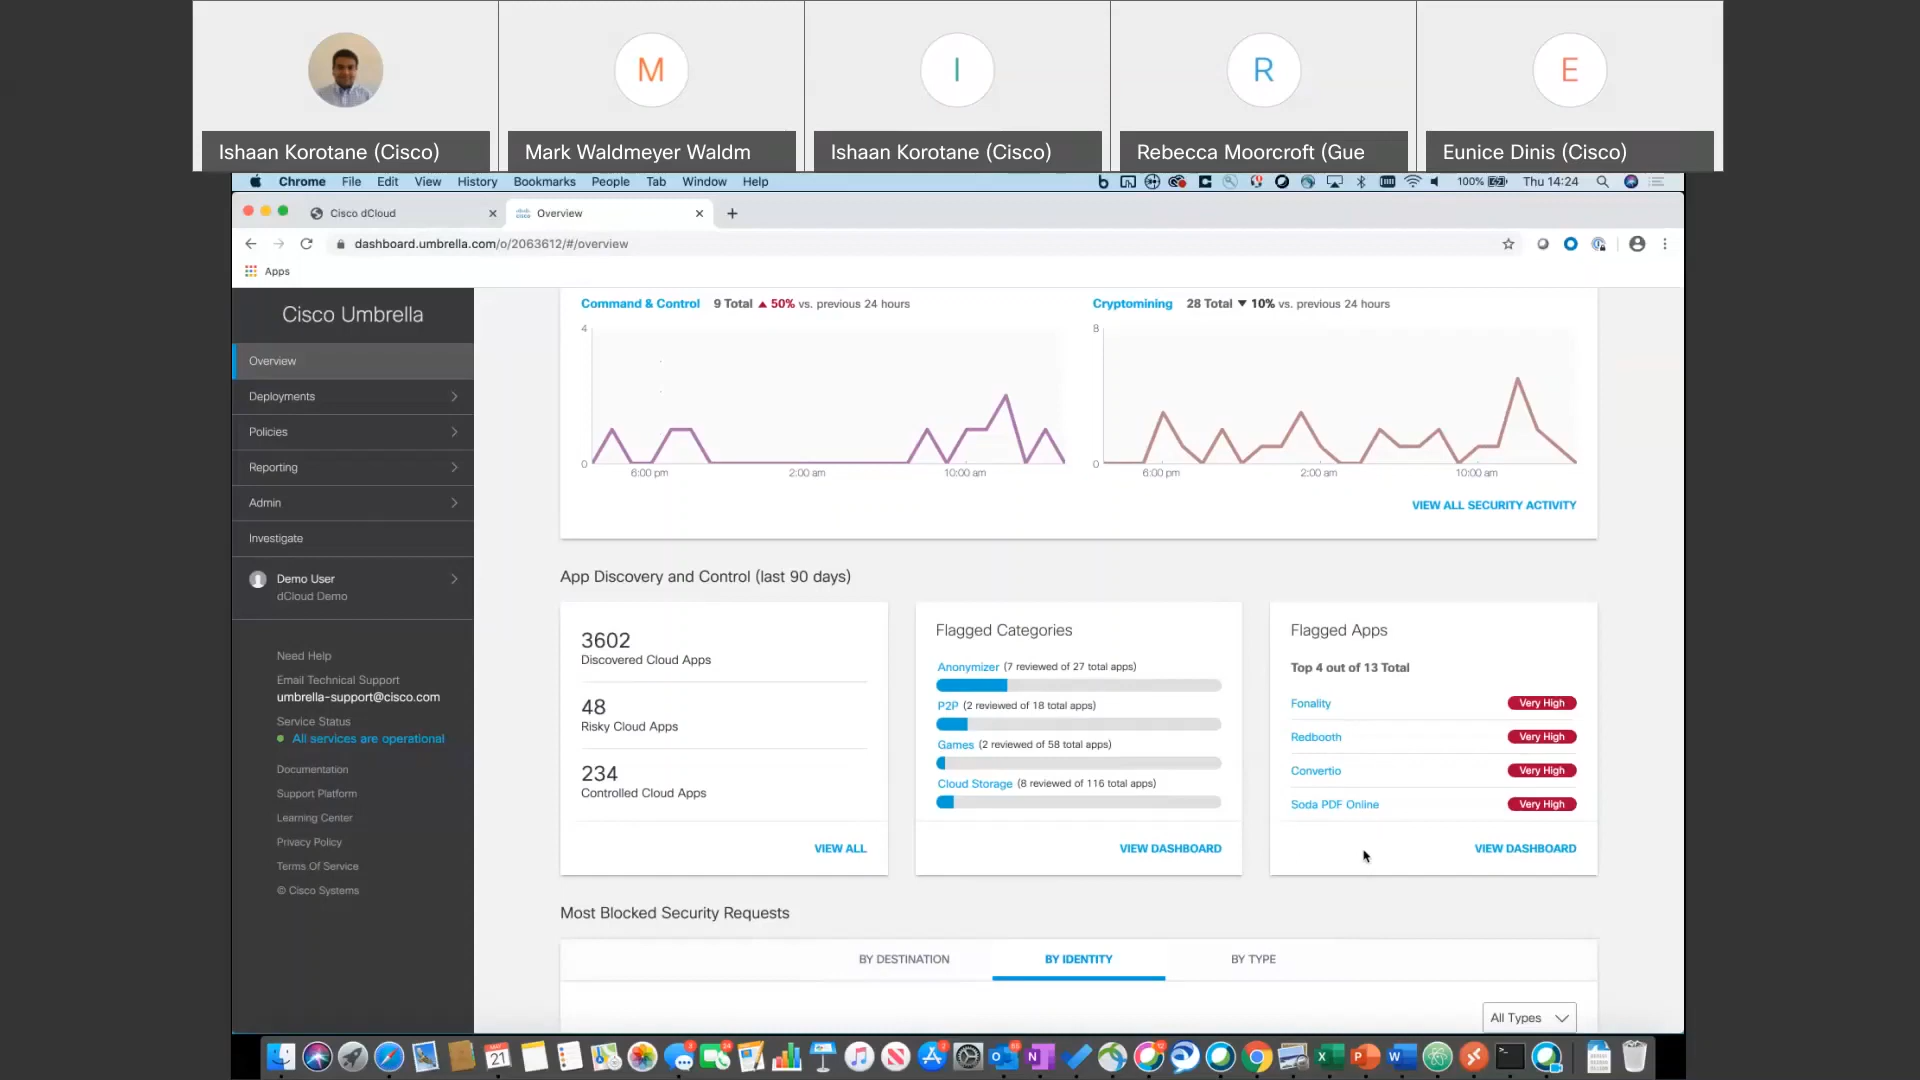 M
I
R
E
Ishaan Korotane (Cisco)
Mark Waldmeyer Waldm
Ishaan Korotane (Cisco)
Rebecca Moorcroft (Gue
Eunice Dinis (Cisco)
Chrome File Edit View History Bookmarks People Tab Window Help
100% Thu 14:24
Cisco dCloud
Overview
dashboard.umbrella.com/o/2063612/#/overview
Apps
Cisco Umbrella
Overview
Deployments
Policies
Reporting
Admin
Investigate
Demo User
dCloud Demo
Need Help
Email Technical Support
umbrella-support@cisco.com
Service Status
All services are operational
Documentation
Support Platform
Learning Center
Privacy Policy
Terms Of Service
© Cisco Systems
Command & Control 9 Total ▲ 50% vs. previous 24 hours
4
0
6:00 pm 2:00 am 10:00 am
Cryptomining 28 Total ▼ 10% vs. previous 24 hours
8
0
6:00 pm 2:00 am 10:00 am
VIEW ALL SECURITY ACTIVITY
App Discovery and Control (last 90 days)
3602
Discovered Cloud Apps
48
Risky Cloud Apps
234
Controlled Cloud Apps
VIEW ALL
Flagged Categories
Anonymizer (7 reviewed of 27 total apps)
P2P (2 reviewed of 18 total apps)
Games (2 reviewed of 58 total apps)
Cloud Storage (8 reviewed of 116 total apps)
VIEW DASHBOARD
Flagged Apps
Top 4 out of 13 Total
Fonality Very High
Redbooth Very High
Convertio Very High
Soda PDF Online Very High
VIEW DASHBOARD
Most Blocked Security Requests
BY DESTINATION BY IDENTITY BY TYPE
All Types
21